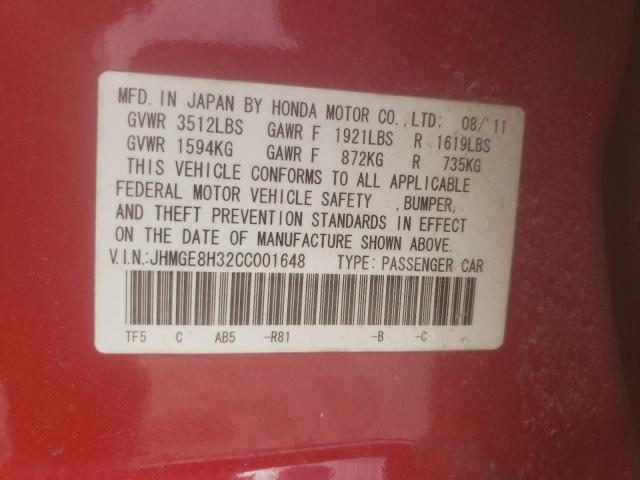 MFD. IN JAPAN BY HONDA MOTOR CO., LTD; 08/'11
GVWR 3512LBS GAWR F 1921LBS R 1619LBS
GVWR 1594KG GAWR F 872KG R 735KG
THIS VEHICLE CONFORMS TO ALL APPLICABLE
FEDERAL MOTOR VEHICLE SAFETY ,BUMPER,
AND THEFT PREVENTION STANDARDS IN EFFECT
ON THE DATE OF MANUFACTURE SHOWN ABOVE.
V.I.N.:JHMGE8H32CC001648 TYPE: PASSENGER CAR
TF5 C AB5 -R81 -B -C